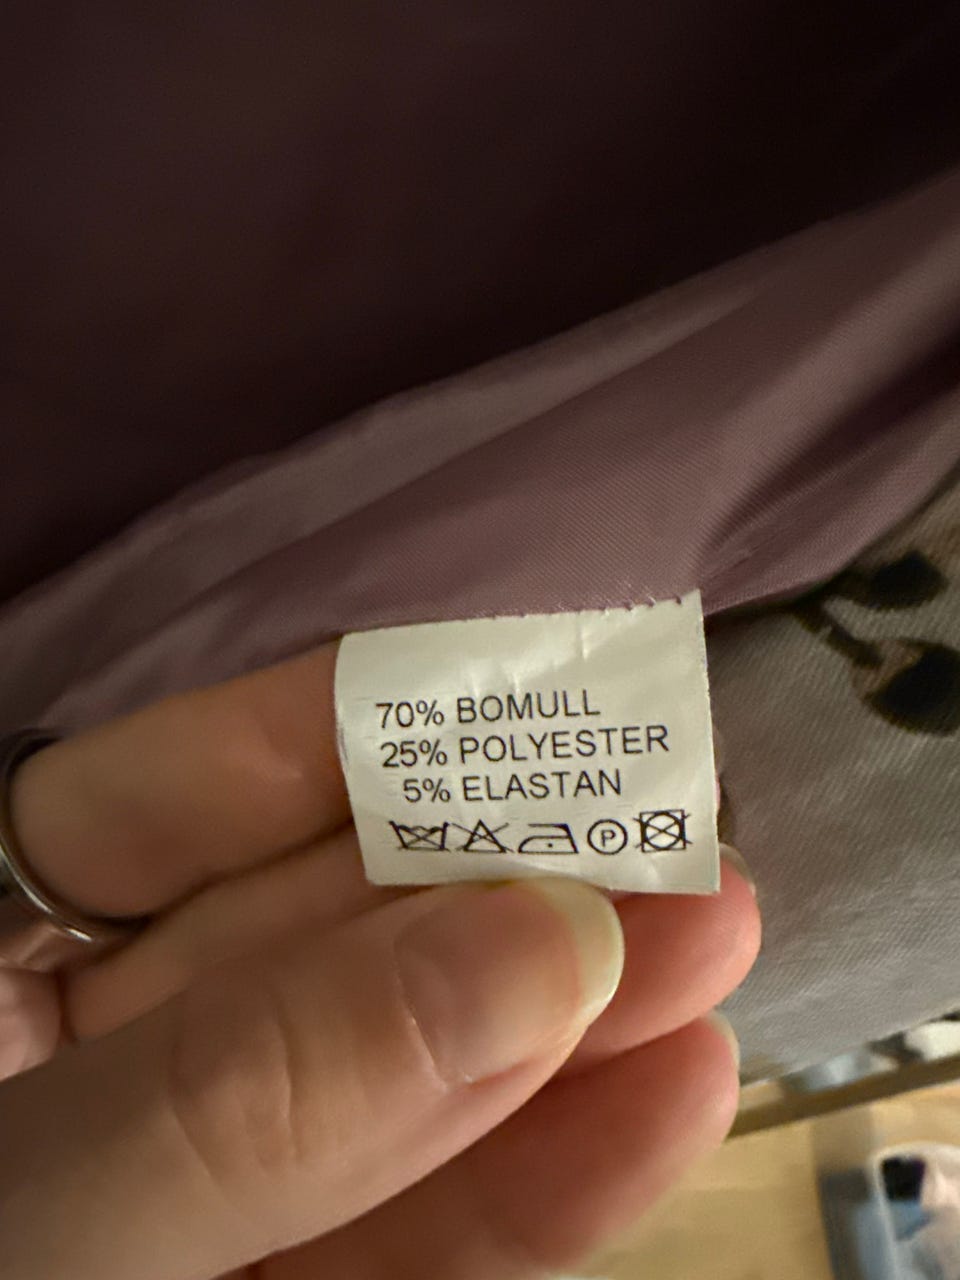 70% BOMULL
25% POLYESTER
5% ELASTAN
P